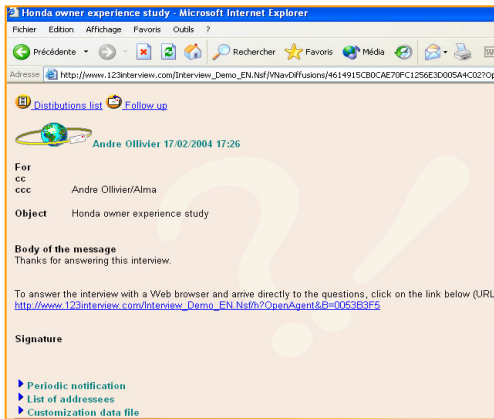 Honda owner experience study - Microsoft Internet Explorer
Fichier Edition Affichage Favoris Outils ?
Précédente Rechercher Favoris Média
Adresse http://www.123interview.com/Interview_Demo_EN.Nsf/VNavDiffusions/4614915CB0CAE70FC1256E3D005A4C02?Op
Distibutions list Follow up
Andre Ollivier 17/02/2004 17:26
For
cc
ccc Andre Ollivier/Alma
Object Honda owner experience study
Body of the message
Thanks for answering this interview.
To answer the interview with a Web browser and arrive directly to the questions, click on the link below (URL
http://www.123interview.com/Interview_Demo_EN.Nsf/h?OpenAgent&B=0053B3F5
Signature
Periodic notification
List of addressees
Customization data file